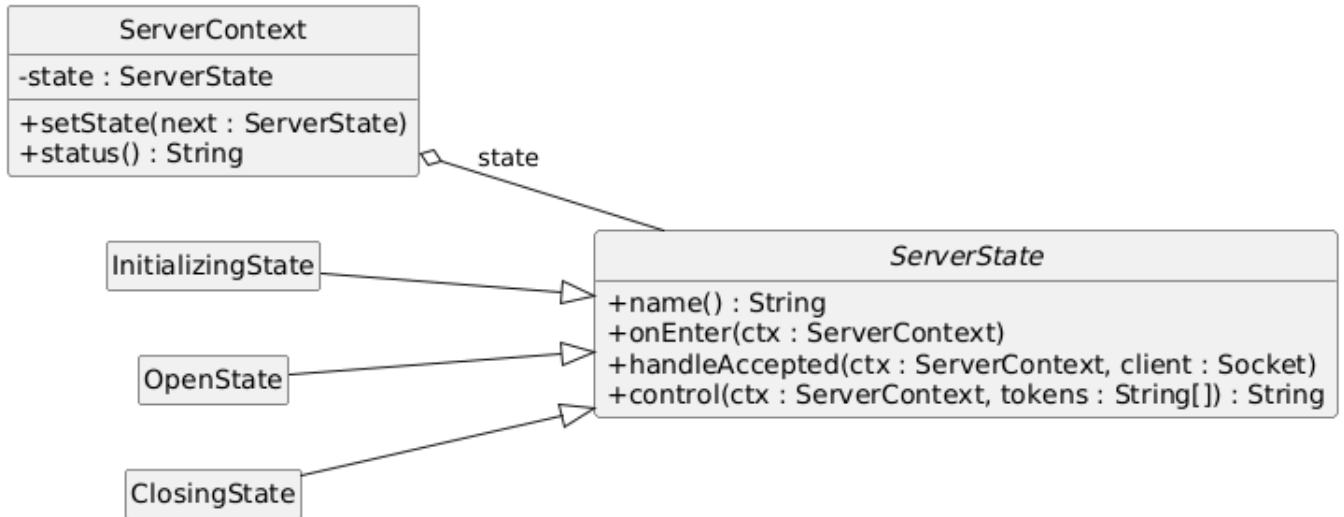 ServerContext
-state : ServerState
+setState(next : ServerState)
+status() : String
state
InitializingState
OpenState
ClosingState
ServerState
+name() : String
+onEnter(ctx : ServerContext)
+handleAccepted(ctx : ServerContext, client : Socket)
+control(ctx : ServerContext, tokens : String[]) : String